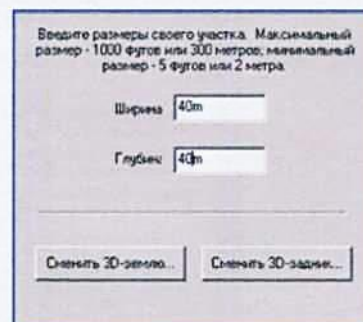 Введите размеры своего участка. Максимальный
размер - 1000 футов или 300 метров; минимальный
размер - 5 футов или 2 метра
Ширина 40m
Глубина: 40m
Сменить 3D-землю... Сменить 3D-задник...